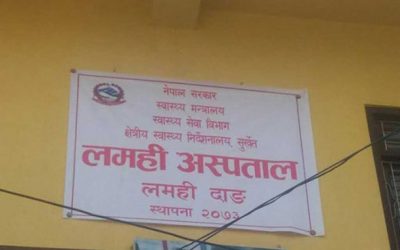 नेपाल सरकार
स्वास्थ्य मन्त्रालय
स्वास्थ्य सेवा विभाग
क्षेत्रीय स्वास्थ्य निर्देशनालय, सुर्खेत
लमही अस्पताल
लमही दाङ
स्थापना २०७३